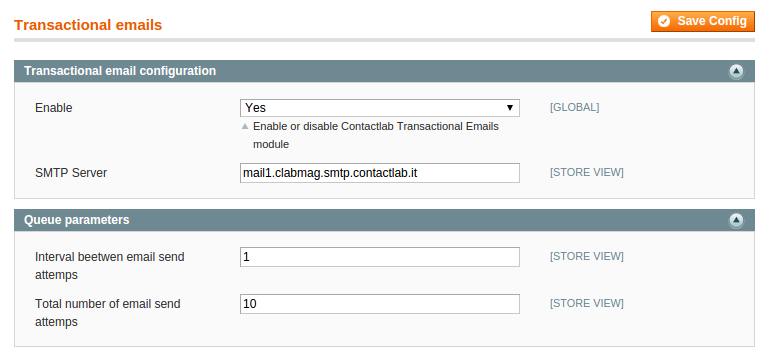 Transactional emails
Save Config
Transactional email configuration
Enable
Yes
[GLOBAL]
Enable or disable Contactlab Transactional Emails
module
SMTP Server
mail1.clabmag.smtp.contactlab.it
[STORE VIEW]
Queue parameters
Interval beetwen email send
attemps
1
[STORE VIEW]
Total number of email send
attemps
10
[STORE VIEW]